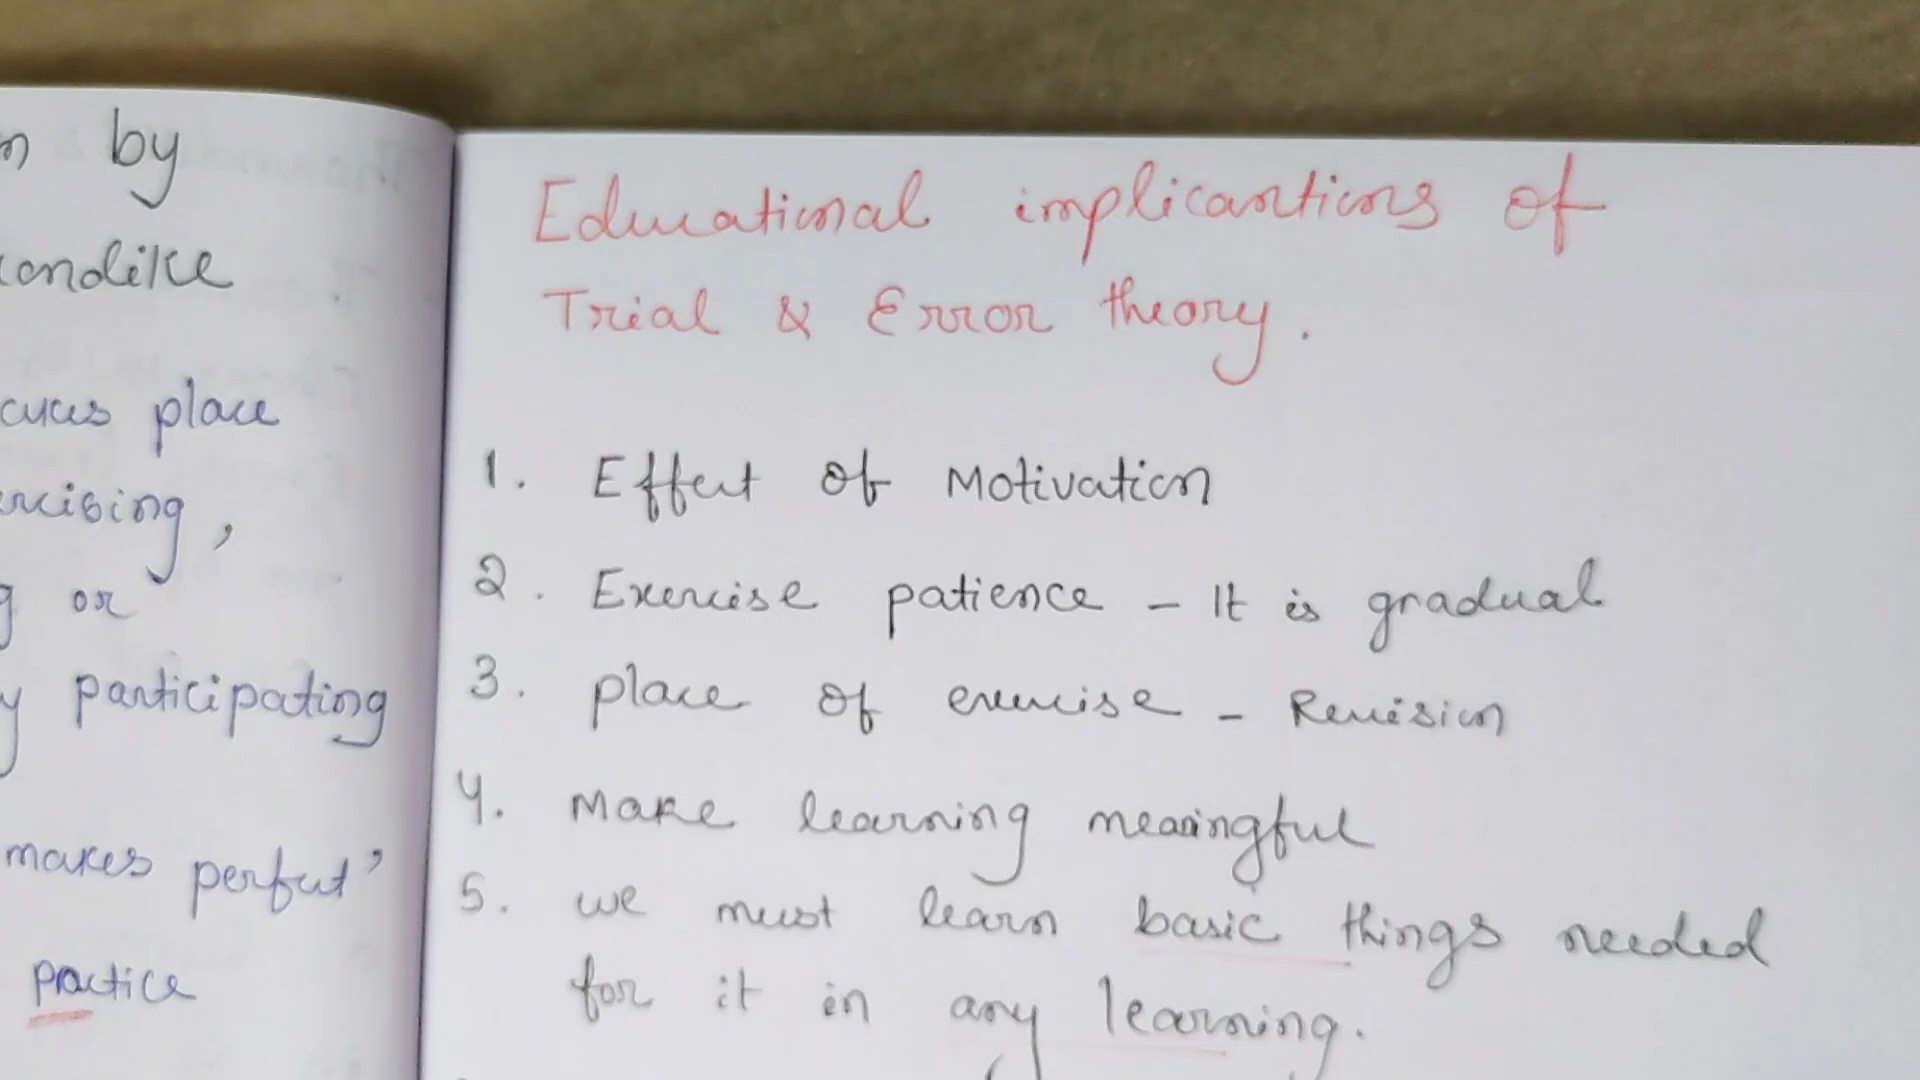 by
place
or
participating
makes perfect'
practice
Educational implicantions of
Trial & Error theory.
1. Effect of Motivation
2. Exercise patience - It is gradual
3. place of exercise - Revision
4. Make learning meaningful
5. we must learn basic things needed
for it in any learning.